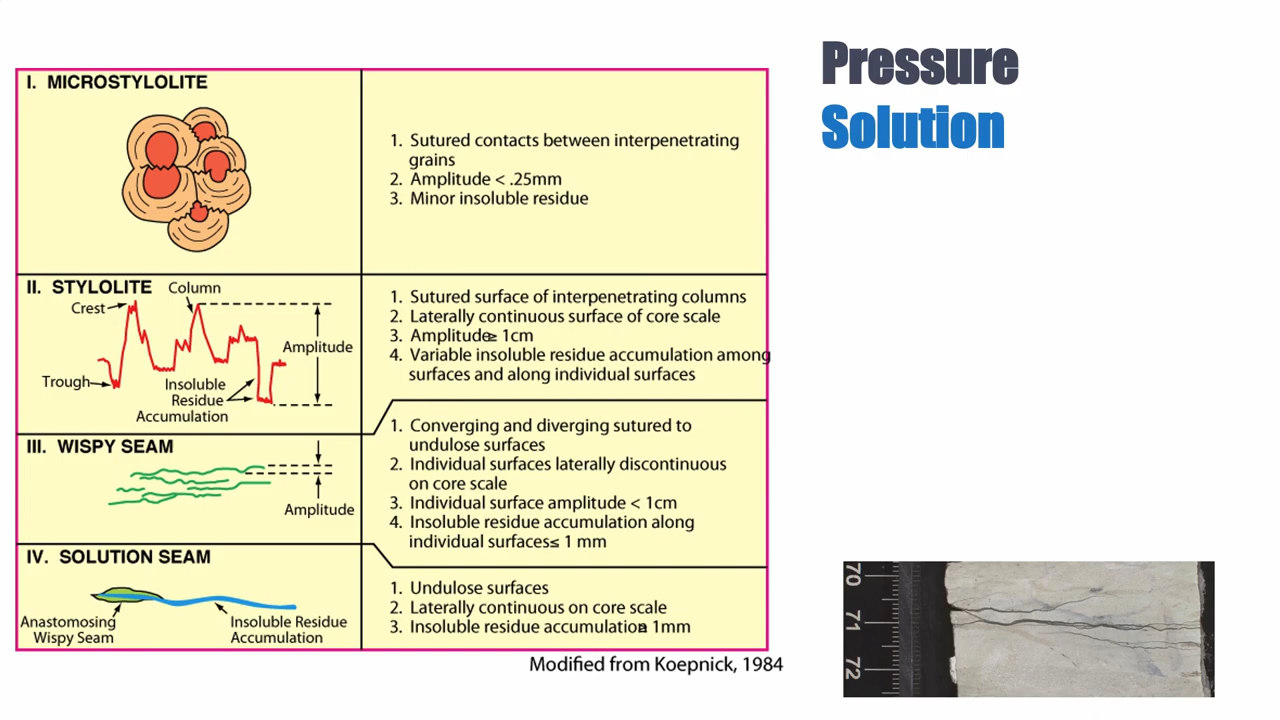 Pressure
Solution
I. MICROSTYLOLITE
1. Sutured contacts between interpenetrating
grains
2. Amplitude < .25mm
3. Minor insoluble residue
II. STYLOLITE
Column
Crest
Amplitude
Trough
Insoluble
Residue
Accumulation
1. Sutured surface of interpenetrating columns
2. Laterally continuous surface of core scale
3. Amplitude≥ 1cm
4. Variable insoluble residue accumulation among
surfaces and along individual surfaces
III. WISPY SEAM
Amplitude
1. Converging and diverging sutured to
undulose surfaces
2. Individual surfaces laterally discontinuous
on core scale
3. Individual surface amplitude < 1cm
4. Insoluble residue accumulation along
individual surfaces≤ 1 mm
IV. SOLUTION SEAM
Anastomosing
Wispy Seam
Insoluble Residue
Accumulation
1. Undulose surfaces
2. Laterally continuous on core scale
3. Insoluble residue accumulation 1mm
Modified from Koepnick, 1984
70
71
72